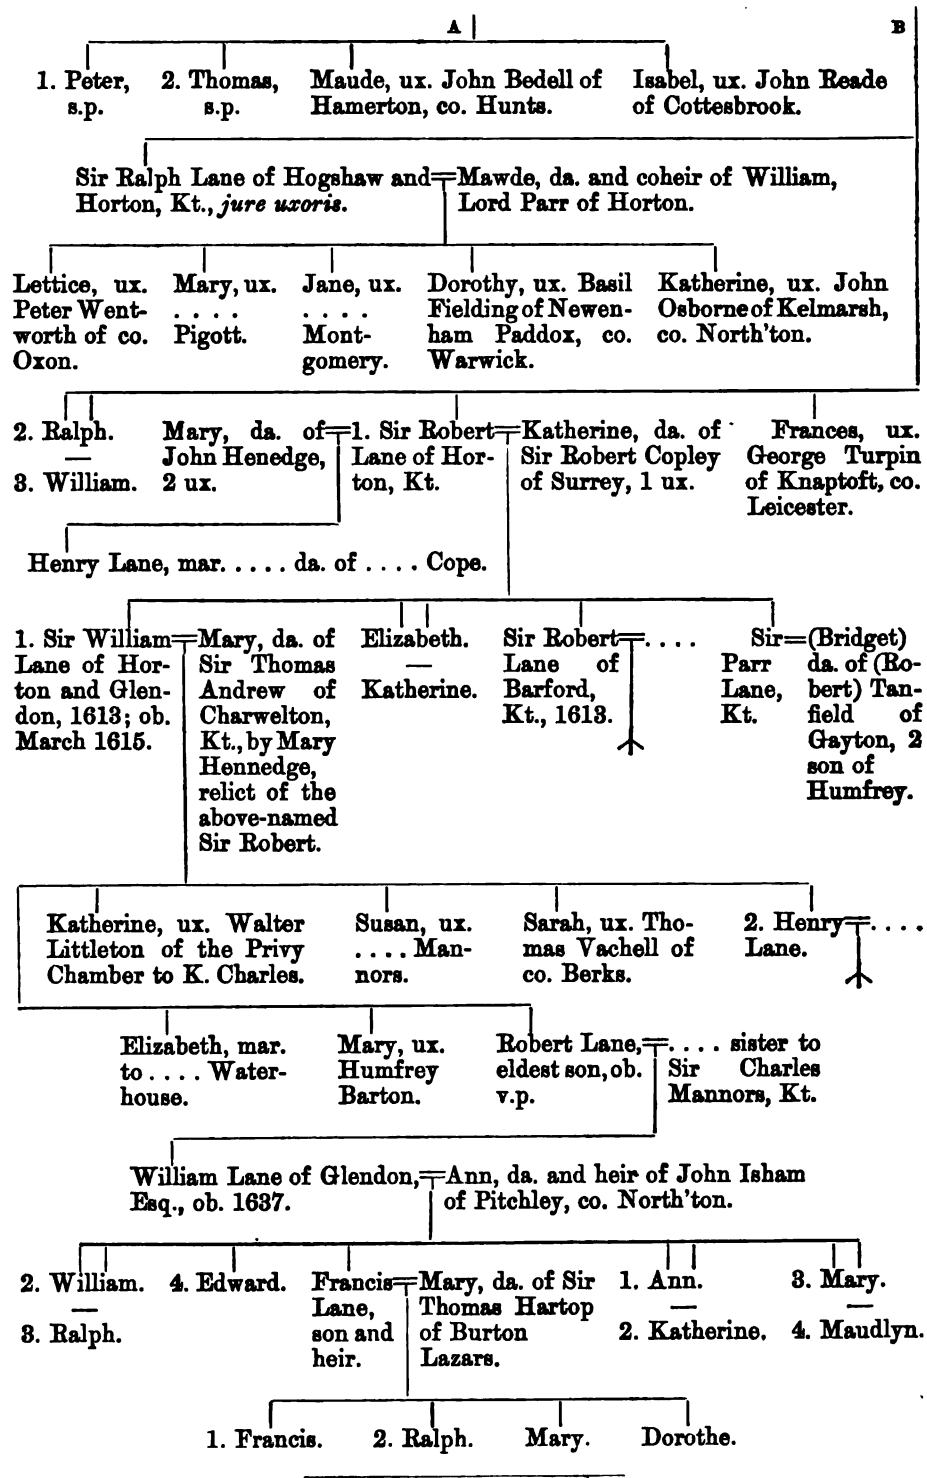 A
B
1. Peter,
s.p.
2. Thomas,
s.p.
Maude, ux. John Bedell of
Hamerton, co. Hunts.
Isabel, ux. John Reade
of Cottesbrook.
Sir Ralph Lane of Hogshaw and
Horton, Kt., jure uxoris.
Mawde, da. and coheir of William,
Lord Parr of Horton.
Lettice, ux.
Peter Went-
worth of co.
Oxon.
Mary, ux.
. . . .
Pigott.
Jane, ux.
. . . .
Mont-
gomery.
Dorothy, ux. Basil
Fielding of Newen-
ham Paddox, co.
Warwick.
Katherine, ux. John
Osborne of Kelmarsh,
co. North'ton.
2. Ralph.
—
3. William.
Mary, da. of
John Henedge,
2 ux.
1. Sir Robert
Lane of Hor-
ton, Kt.
Katherine, da. of
Sir Robert Copley
of Surrey, 1 ux.
Frances, ux.
George Turpin
of Knaptoft, co.
Leicester.
Henry Lane, mar. . . . . da. of . . . . Cope.
1. Sir William
Lane of Hor-
ton and Glen-
don, 1613; ob.
March 1615.
Mary, da. of
Sir Thomas
Andrew of
Charwelton,
Kt., by Mary
Hennedge,
relict of the
above-named
Sir Robert.
Elizabeth.
—
Katherine.
Sir Robert
Lane of
Barford,
Kt., 1613.
. . . .
Sir
Parr
Lane,
Kt.
(Bridget)
da. of (Ro-
bert) Tan-
field of
Gayton, 2
son of
Humfrey.
Katherine, ux. Walter
Littleton of the Privy
Chamber to K. Charles.
Susan, ux.
. . . . Man-
nors.
Sarah, ux. Tho-
mas Vachell of
co. Berks.
2. Henry
Lane.
. . . .
Elizabeth, mar.
to . . . . Water-
house.
Mary, ux.
Humfrey
Barton.
Robert Lane,
eldest son, ob.
v.p.
. . . . sister to
Sir Charles
Mannors, Kt.
William Lane of Glendon,
Esq., ob. 1637.
Ann, da. and heir of John Isham
of Pitchley, co. North'ton.
2. William.
—
3. Ralph.
4. Edward.
Francis
Lane,
son and
heir.
Mary, da. of Sir
Thomas Hartop
of Burton
Lazars.
1. Ann.
—
2. Katherine.
3. Mary.
—
4. Maudlyn.
1. Francis.
2. Ralph.
Mary.
Dorothe.